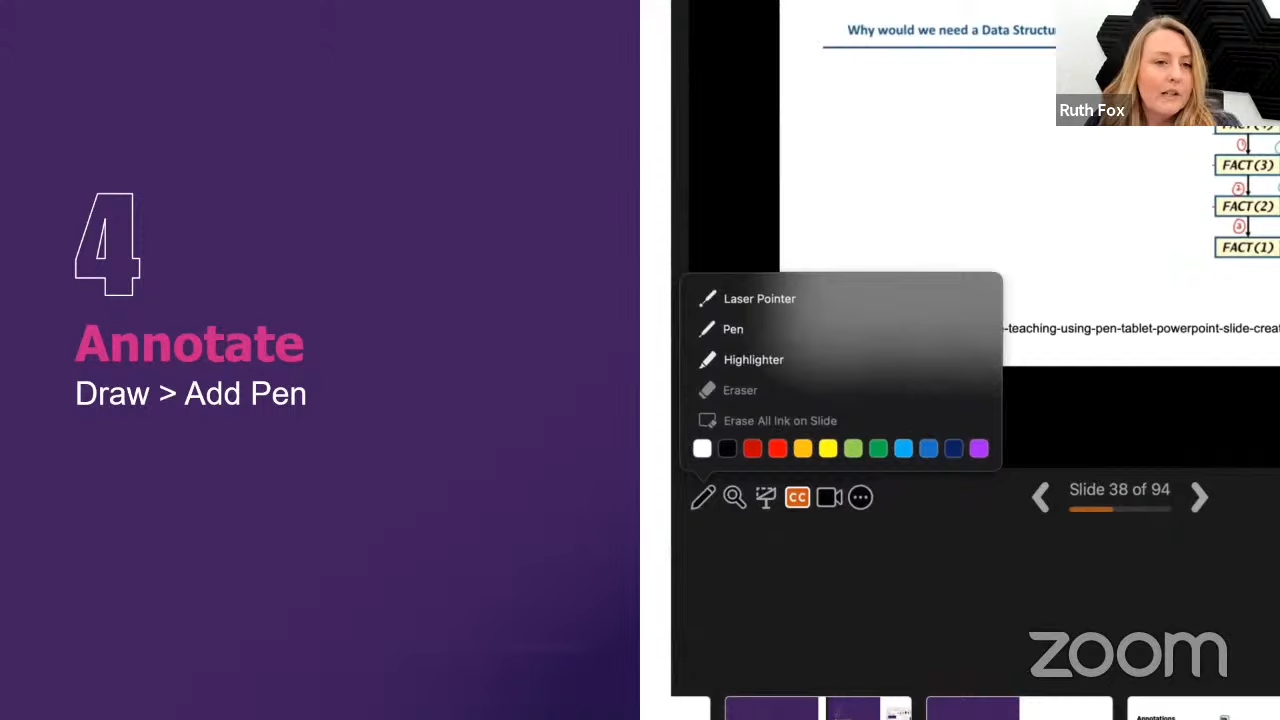 4
Annotate
Draw > Add Pen
Why would we need a Data
Ruth Fox
FACT(3)
FACT(2)
FACT(1)
Laser Pointer
Pen
Highlighter
Eraser
Erase All Ink on Slide
-teaching-using-pen-tablet-powerpoint-slide-
CC
Slide 38 of 94
zoom
Annotations